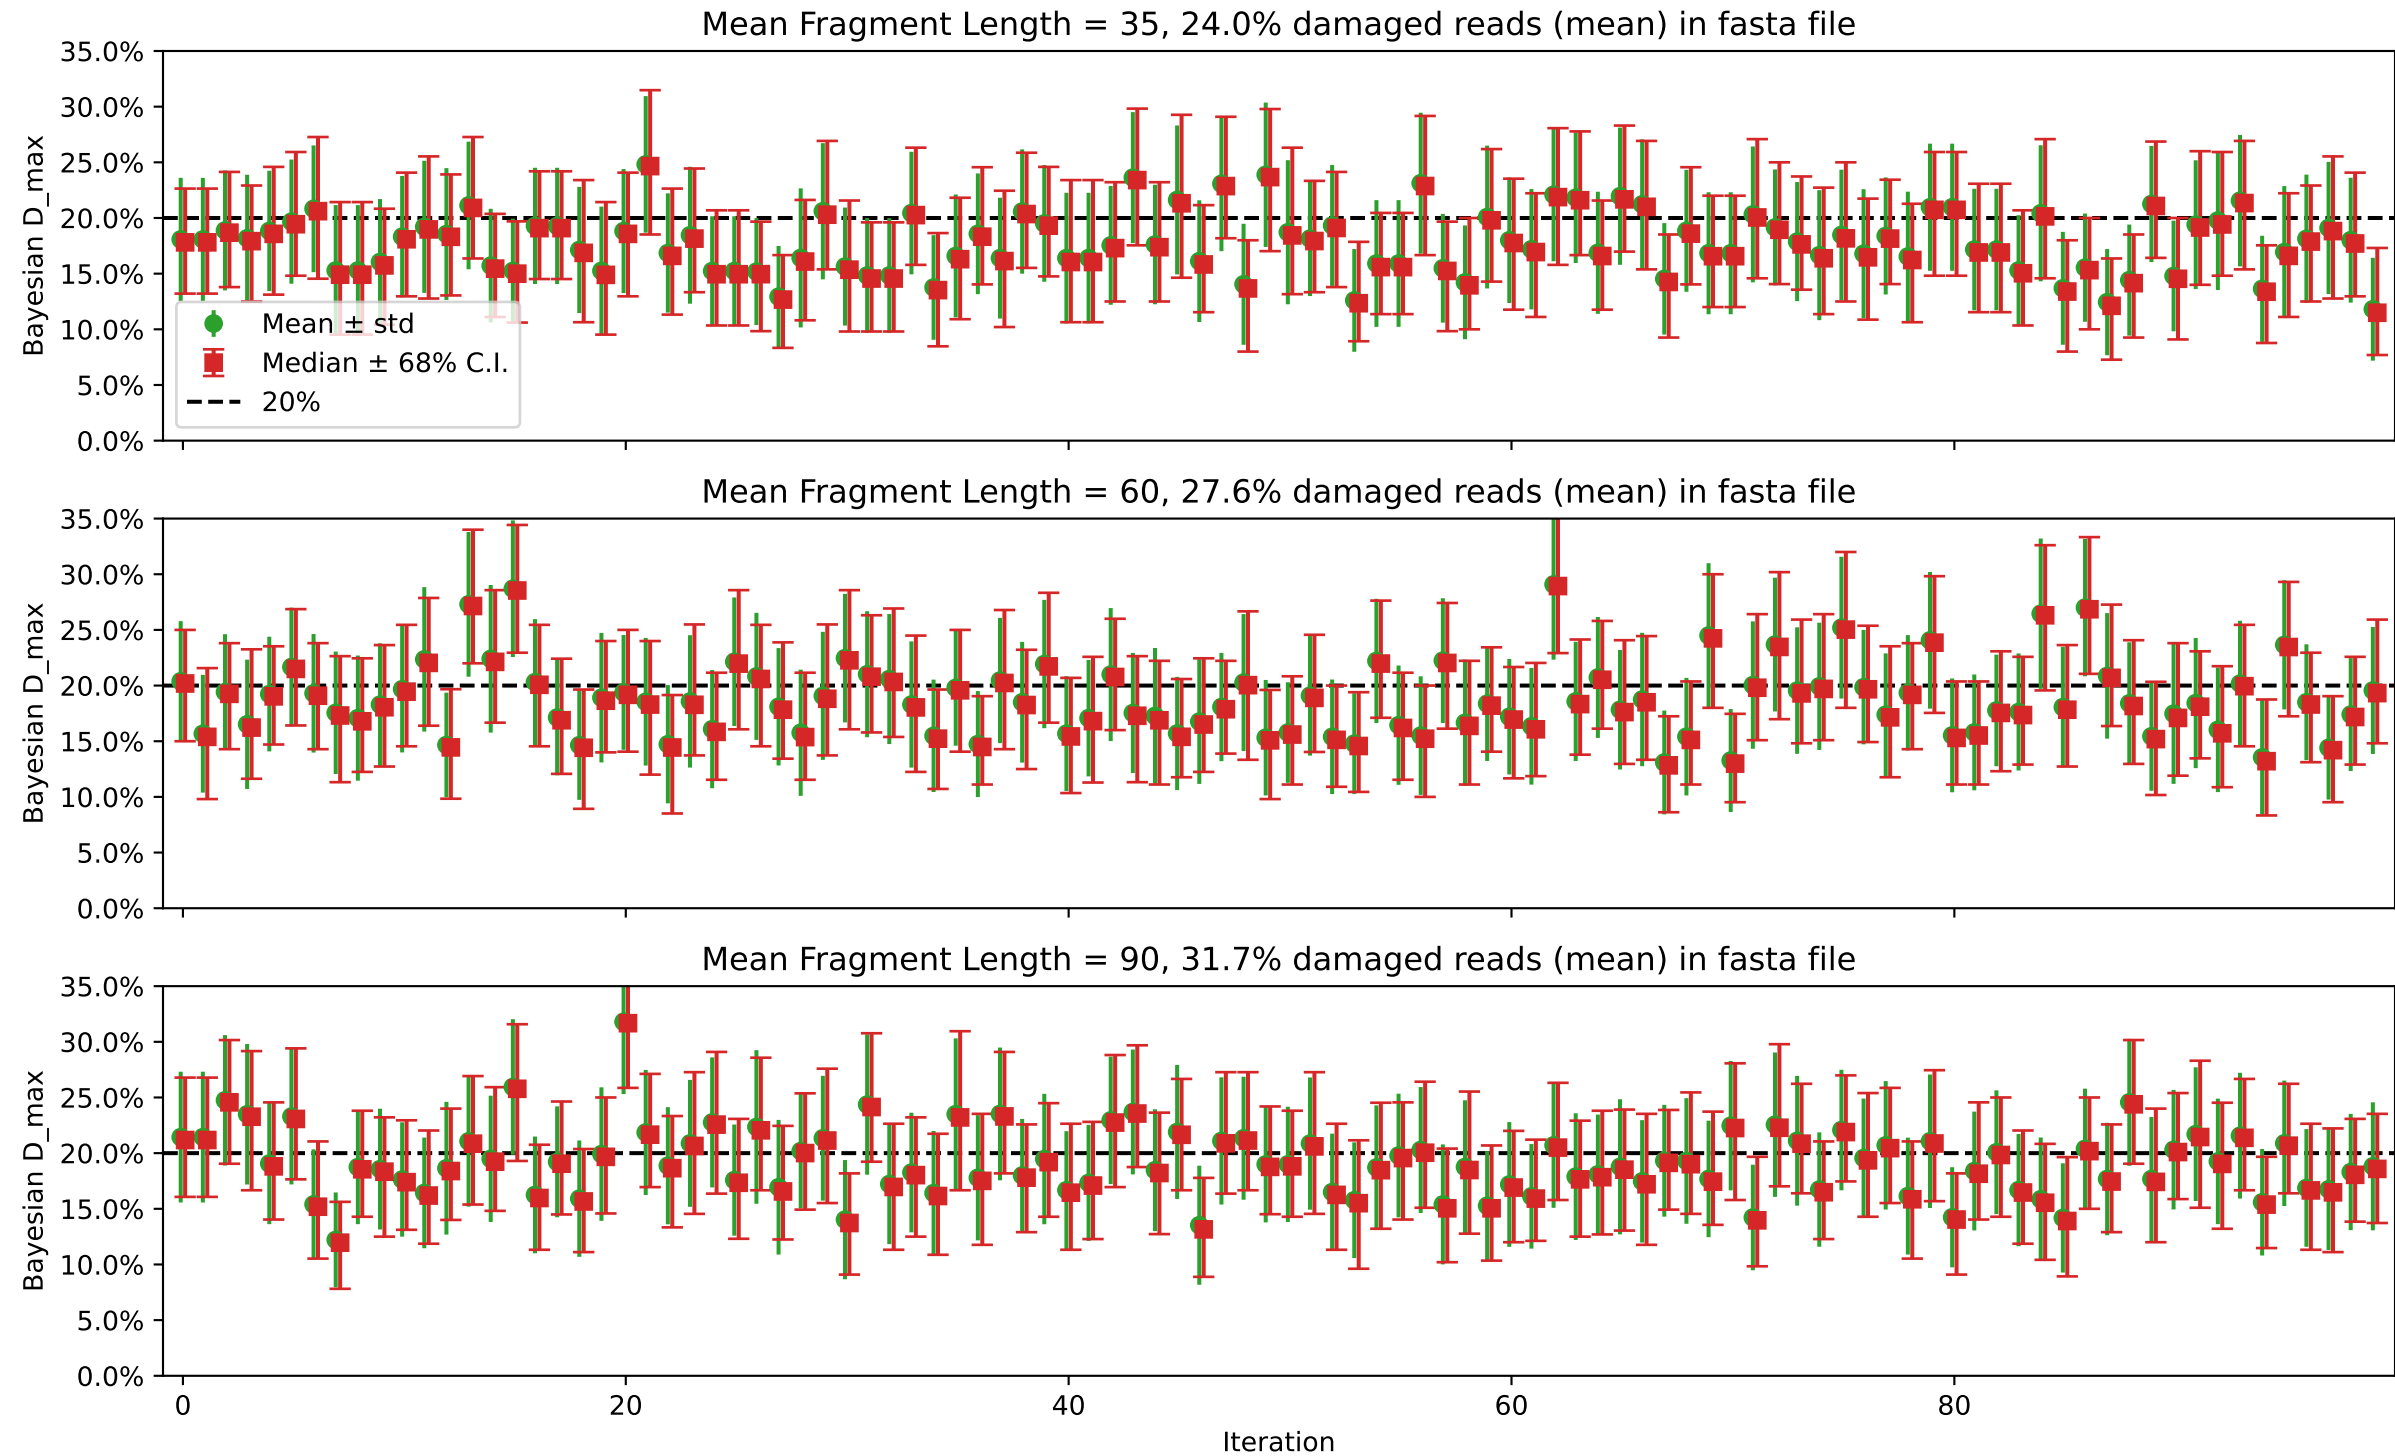 Mean Fragment Length = 35, 24.0% damaged reads (mean) in fasta file
35.0%
30.0%
25.0%
20.0%
15.0%
10.0%
5.0%
0.0%
Bayesian D_max
Mean ± std
Median ± 68% C.I.
20%
Mean Fragment Length = 60, 27.6% damaged reads (mean) in fasta file
35.0%
30.0%
25.0%
20.0%
15.0%
10.0%
5.0%
0.0%
Bayesian D_max
Mean Fragment Length = 90, 31.7% damaged reads (mean) in fasta file
35.0%
30.0%
25.0%
20.0%
15.0%
10.0%
5.0%
0.0%
Bayesian D_max
0 20 40 60 80
Iteration